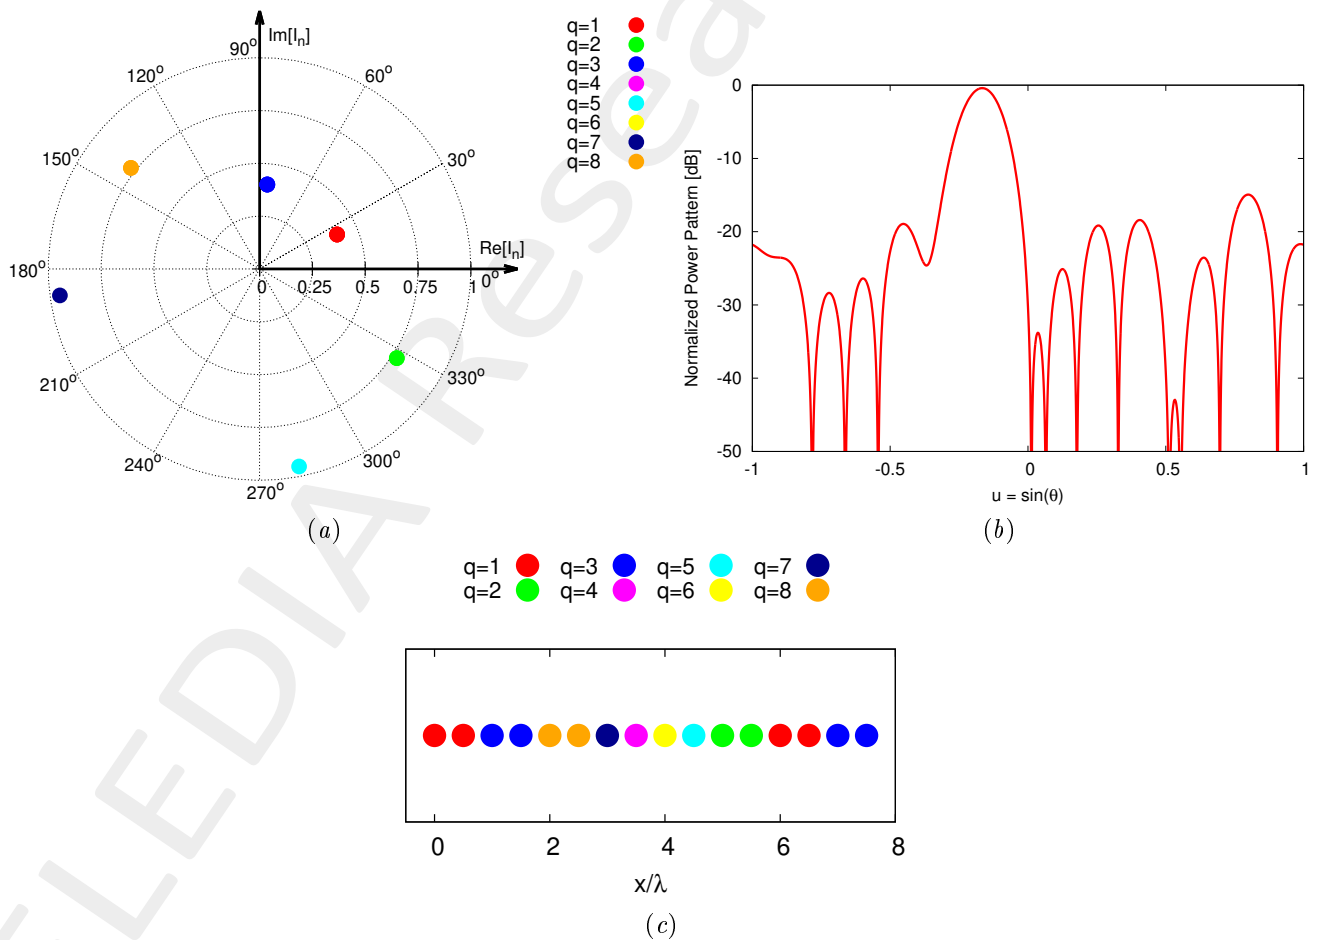 Im[Iₙ]
90°
120°
60°
150°
30°
Re[Iₙ]
180°
0 0.25 0.5 0.75 1 0°
210°
330°
240°
300°
270°
q=1
q=2
q=3
q=4
q=5
q=6
q=7
q=8
(a)
0
-10
-20
-30
-40
-50
Normalized Power Pattern [dB]
-1 -0.5 0 0.5 1
u = sin(θ)
(b)
q=1 q=3 q=5 q=7
q=2 q=4 q=6 q=8
0 2 4 6 8
x/λ
(c)
ELEDIA Resea